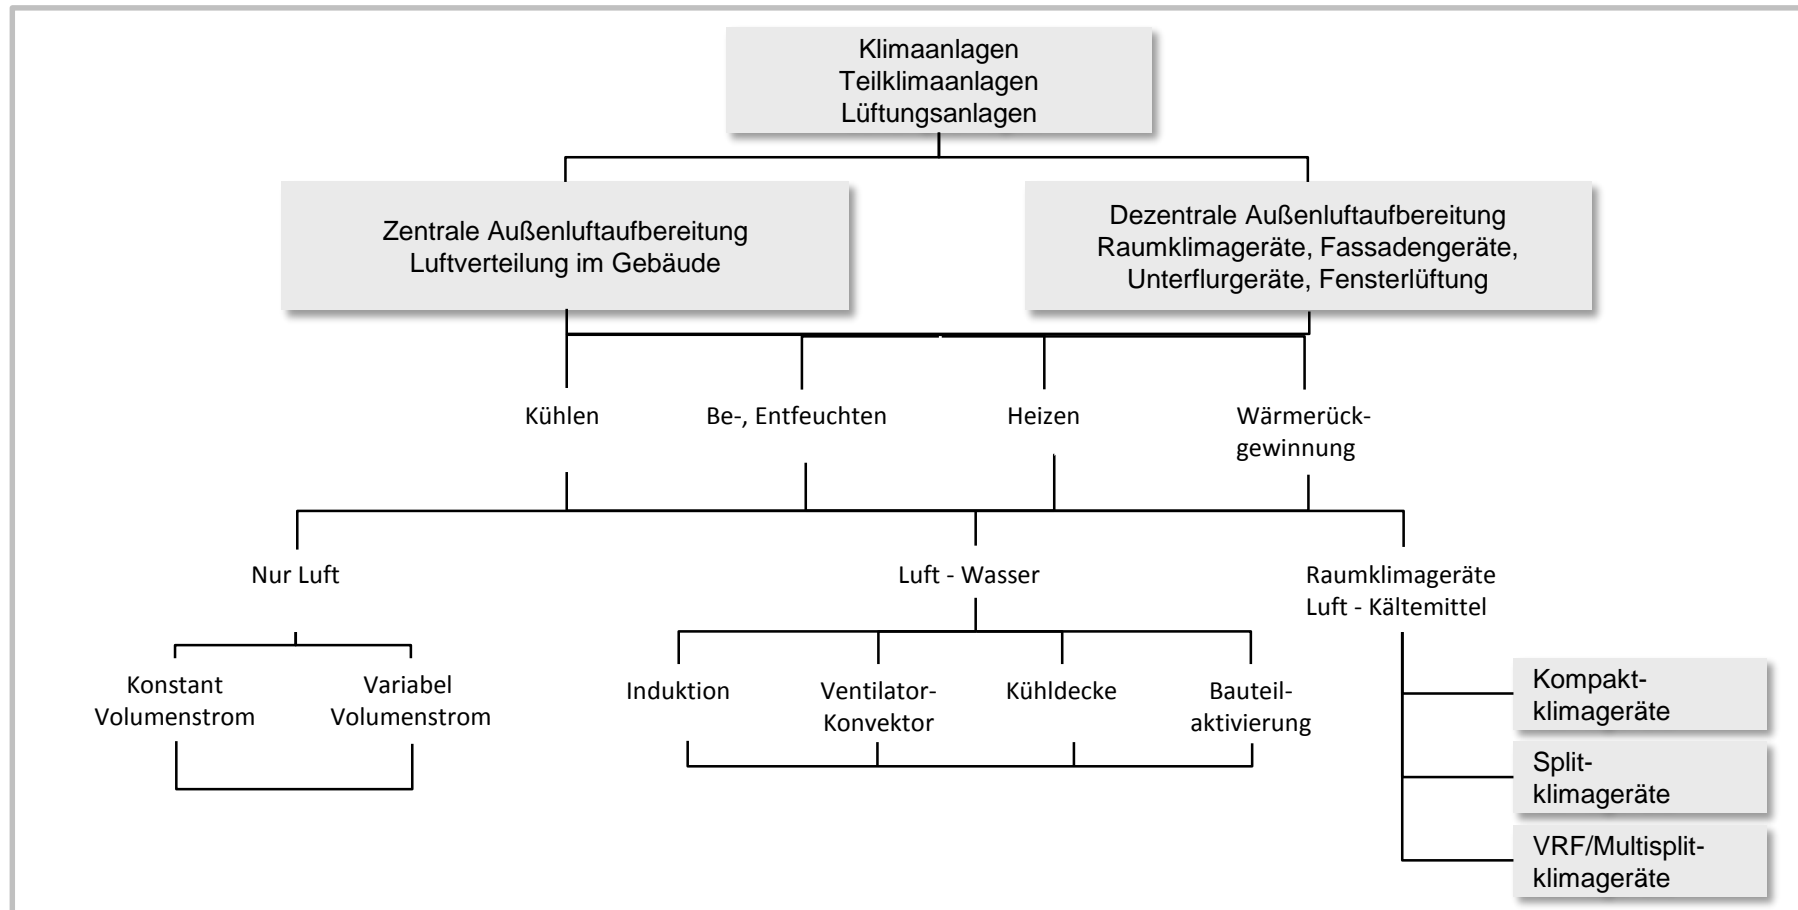 Klimaanlagen
Teilklimaanlagen
Lüftungsanlagen
Zentrale Außenluftaufbereitung
Luftverteilung im Gebäude
Dezentrale Außenluftaufbereitung
Raumklimageräte, Fassadengeräte,
Unterflurgeräte, Fensterlüftung
Kühlen
Be-, Entfeuchten
Heizen
Wärmerück-
gewinnung
Nur Luft
Luft - Wasser
Raumklimageräte
Luft - Kältemittel
Konstant
Volumenstrom
Variabel
Volumenstrom
Induktion
Ventilator-
Konvektor
Kühldecke
Bauteil-
aktivierung
Kompakt-
klimageräte
Split-
klimageräte
VRF/Multisplit-
klimageräte